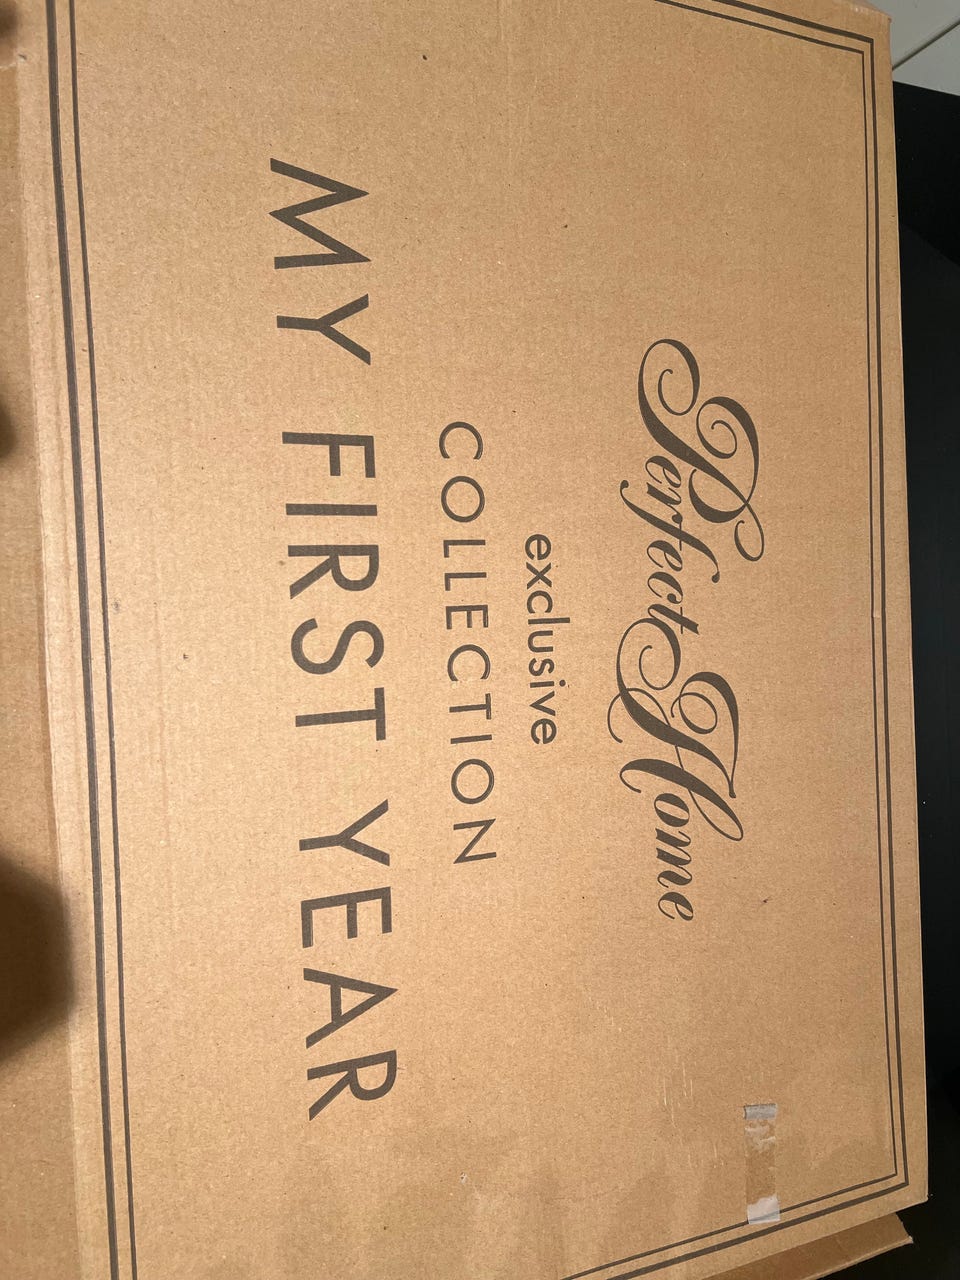 Perfect Home
exclusive
COLLECTION
MY FIRST YEAR